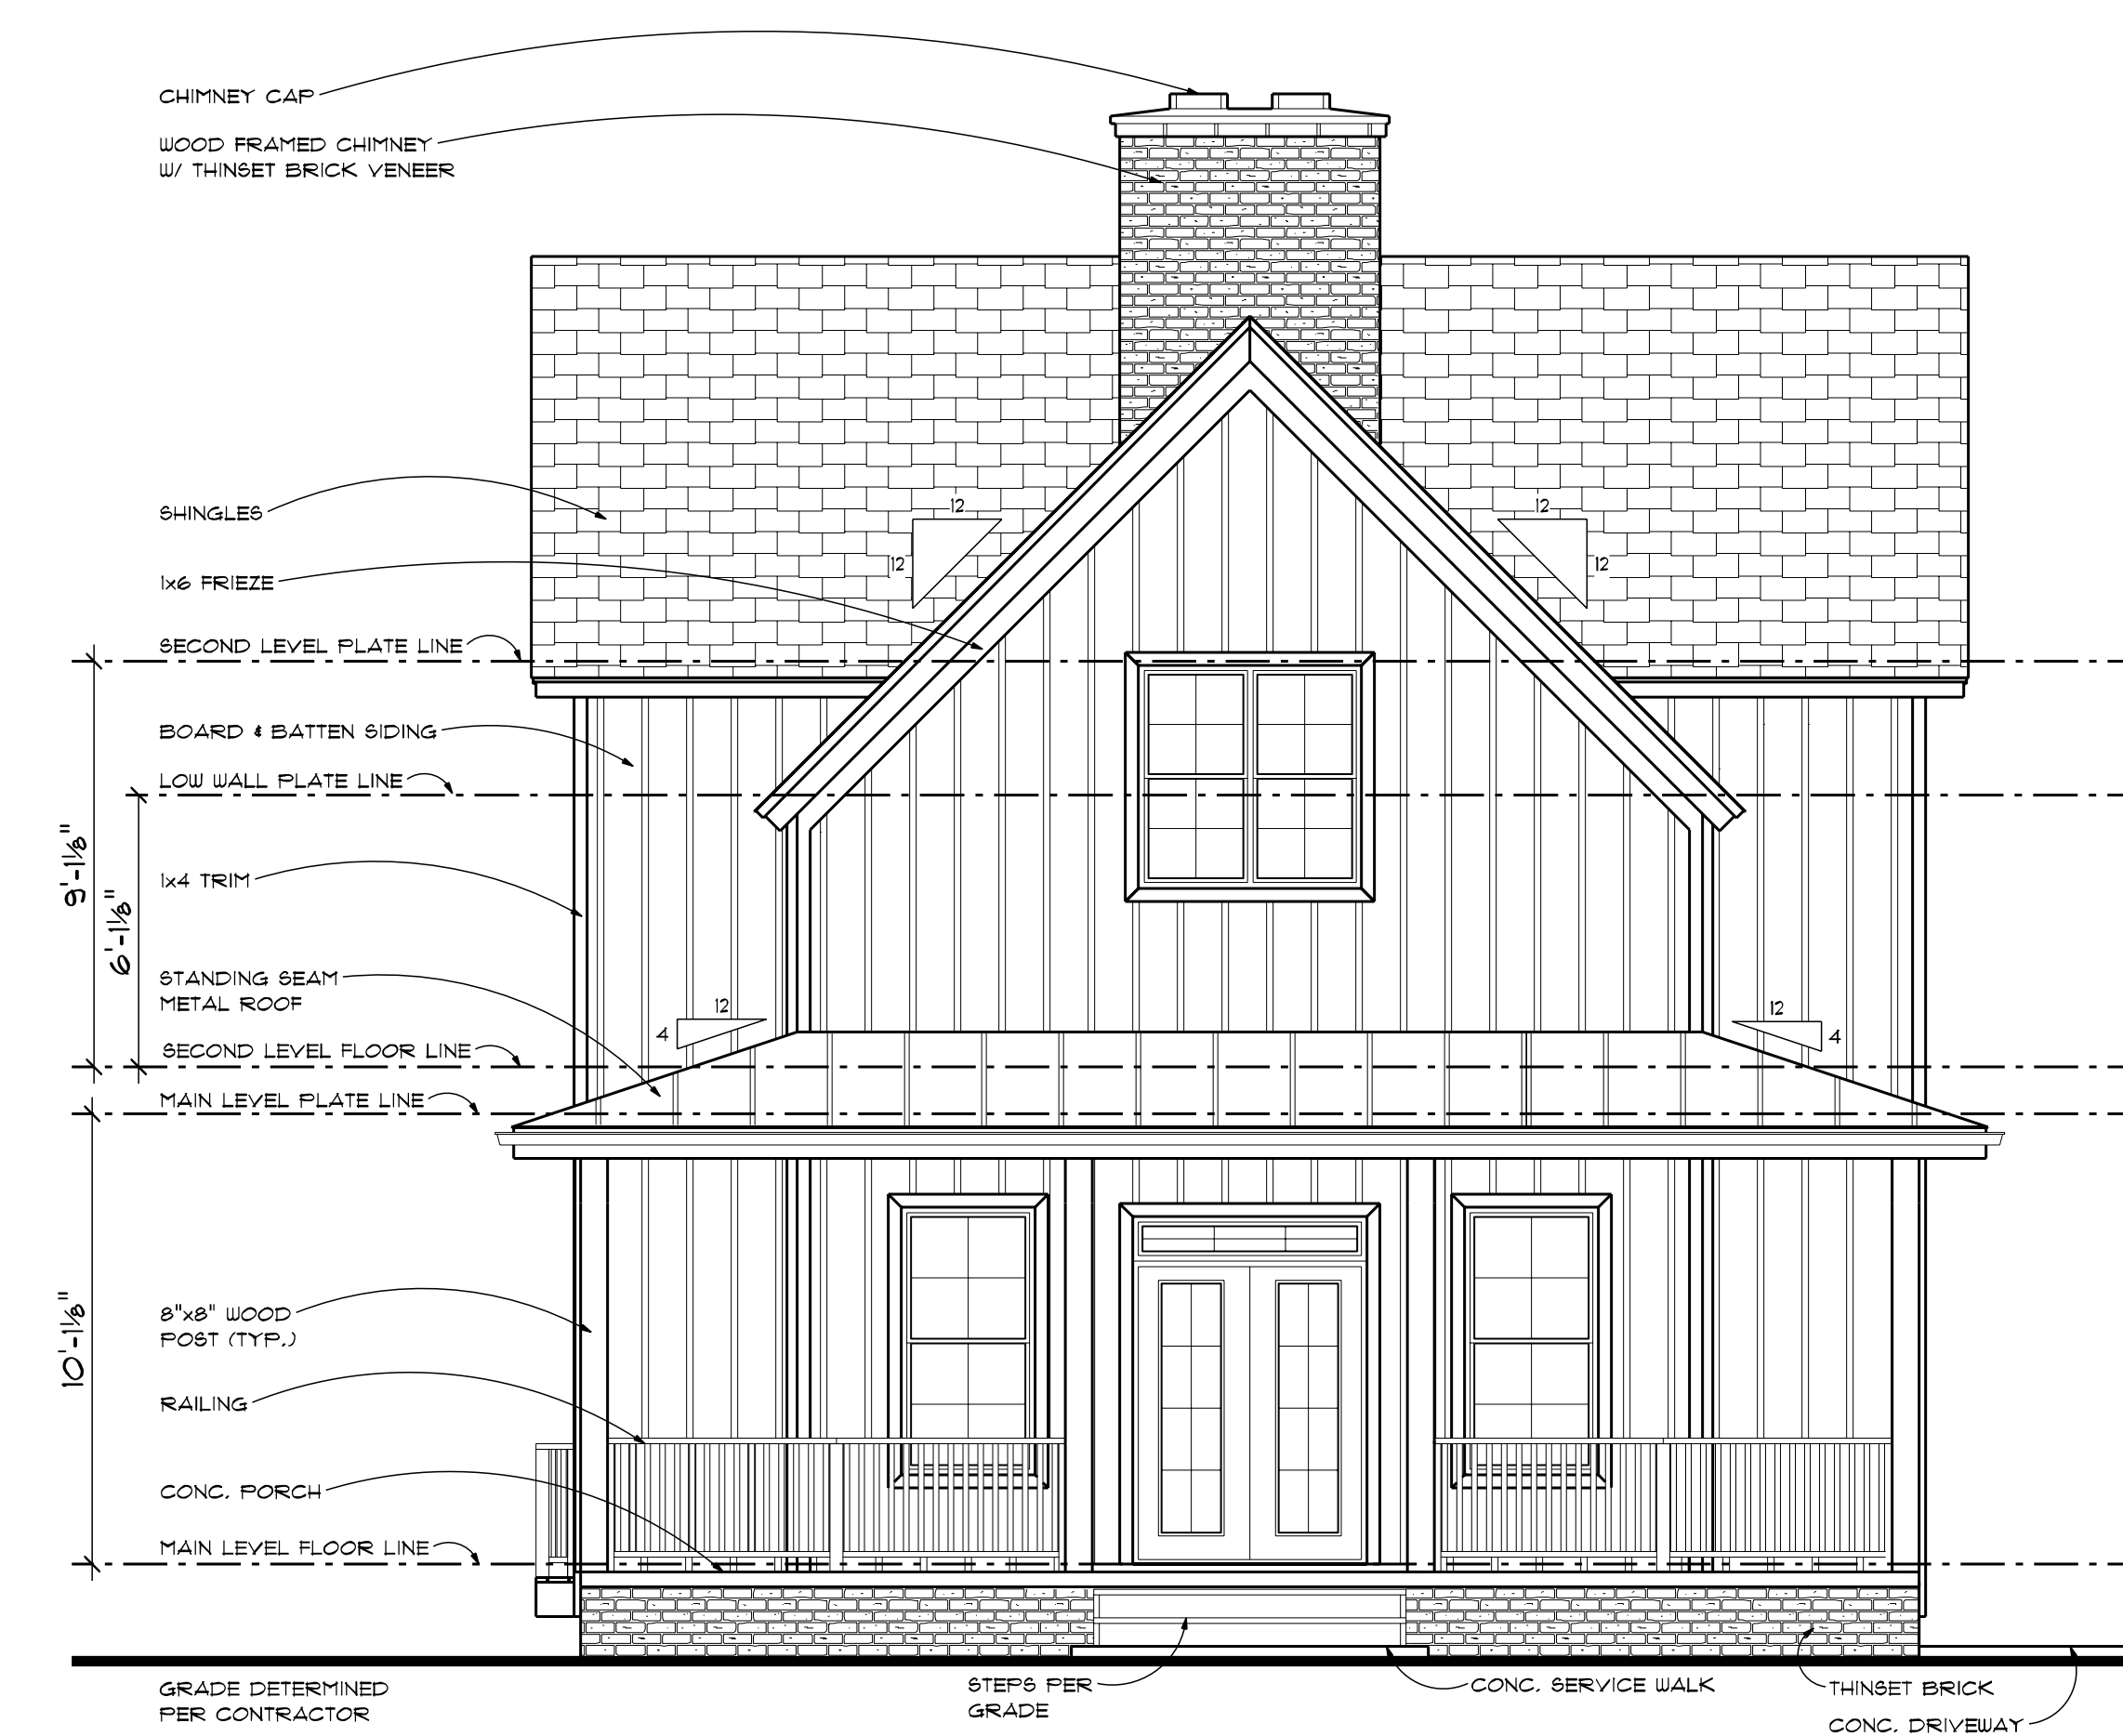 CHIMNEY CAP
WOOD FRAMED CHIMNEY
W/ THINSET BRICK VENEER
SHINGLES
12
12
12
12
1x6 FRIEZE
SECOND LEVEL PLATE LINE
BOARD & BATTEN SIDING
LOW WALL PLATE LINE
9'-1⅛"
6'-1⅛"
1x4 TRIM
STANDING SEAM
METAL ROOF
12
4
12
4
SECOND LEVEL FLOOR LINE
MAIN LEVEL PLATE LINE
10'-1⅛"
8"x8" WOOD
POST (TYP.)
RAILING
CONC. PORCH
MAIN LEVEL FLOOR LINE
GRADE DETERMINED
PER CONTRACTOR
STEPS PER
GRADE
CONC. SERVICE WALK
THINSET BRICK
CONC. DRIVEWAY